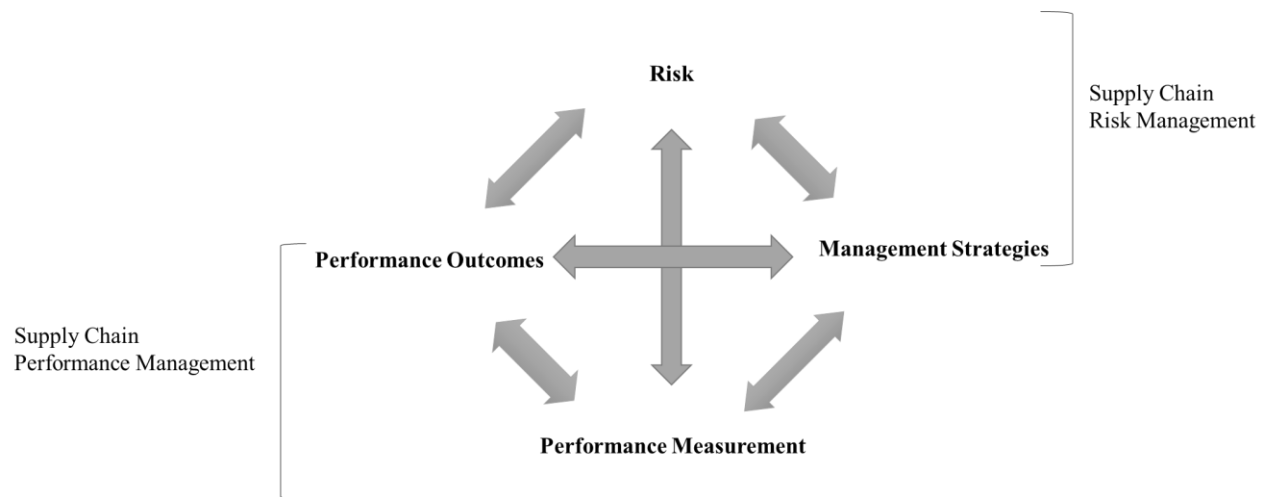 Risk
Supply Chain
Risk Management
Performance Outcomes
Management Strategies
Supply Chain
Performance Management
Performance Measurement